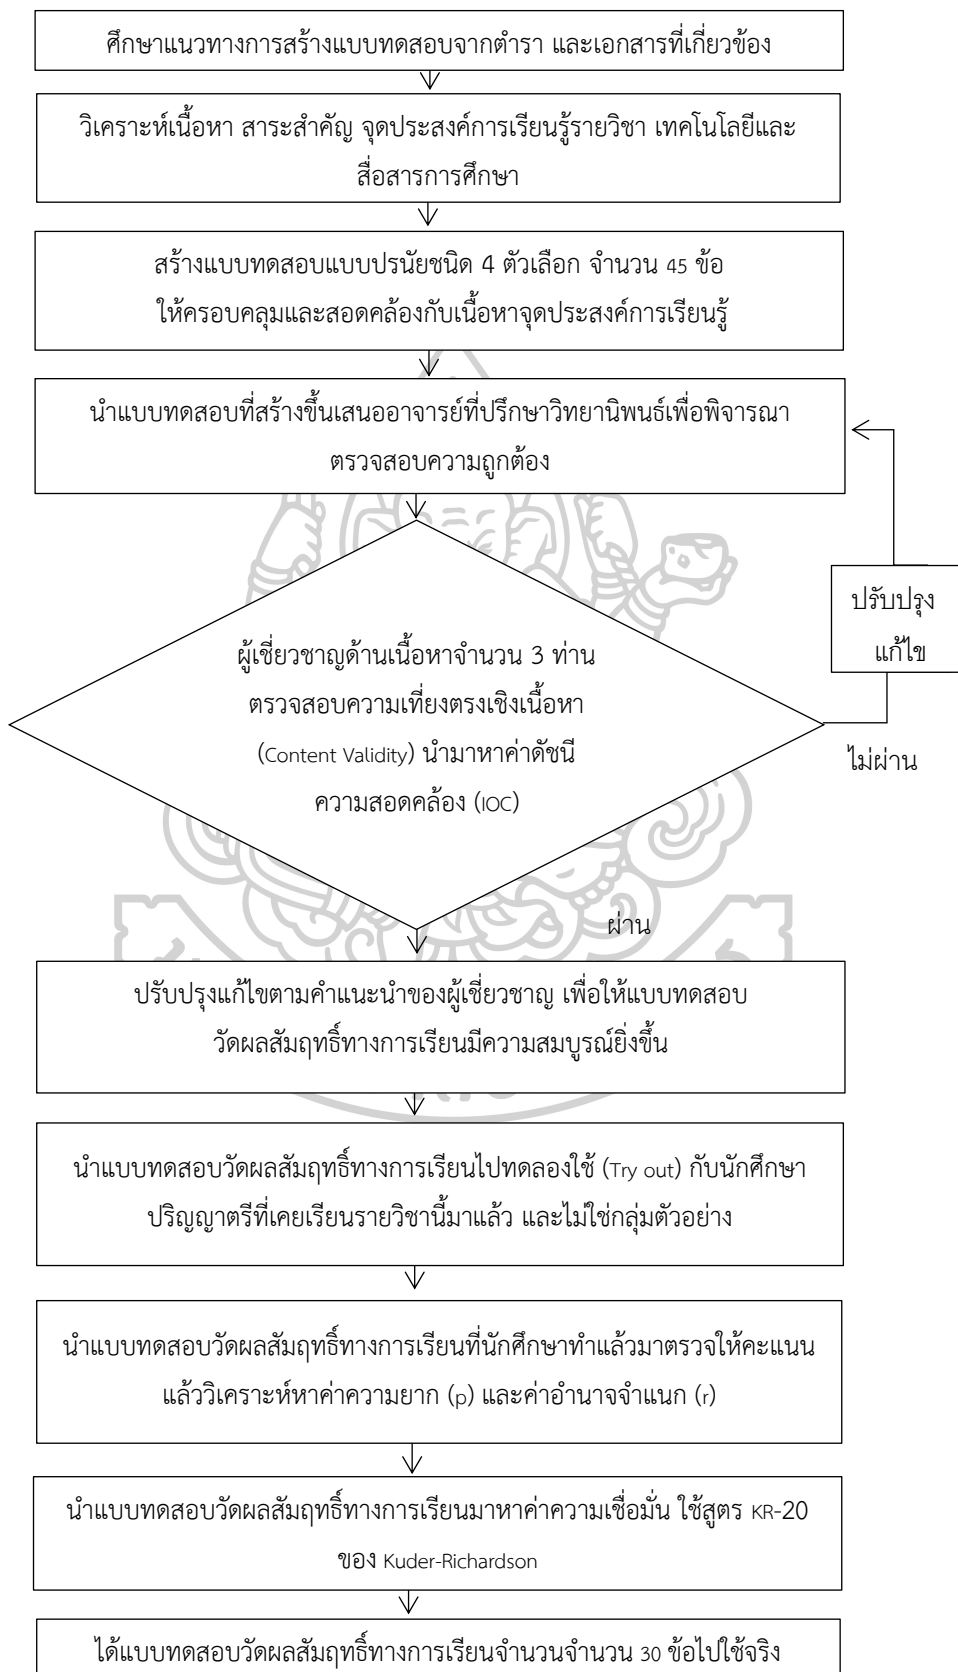 ศึกษาแนวทางการสร้างแบบทดสอบจากตำรา และเอกสารที่เกี่ยวข้อง
วิเคราะห์เนื้อหา สาระสำคัญ จุดประสงค์การเรียนรู้รายวิชา เทคโนโลยีและ
สื่อสารการศึกษา
สร้างแบบทดสอบแบบปรนัยชนิด 4 ตัวเลือก จำนวน 45 ข้อ
ให้ครอบคลุมและสอดคล้องกับเนื้อหาจุดประสงค์การเรียนรู้
นำแบบทดสอบที่สร้างขึ้นเสนออาจารย์ที่ปรึกษาวิทยานิพนธ์เพื่อพิจารณา
ตรวจสอบความถูกต้อง
ปรับปรุง
แก้ไข
ผู้เชี่ยวชาญด้านเนื้อหาจำนวน 3 ท่าน
ตรวจสอบความเที่ยงตรงเชิงเนื้อหา
(Content Validity) นำมาหาค่าดัชนี
ความสอดคล้อง (IOC)
ไม่ผ่าน
ผ่าน
ปรับปรุงแก้ไขตามคำแนะนำของผู้เชี่ยวชาญ เพื่อให้แบบทดสอบ
วัดผลสัมฤทธิ์ทางการเรียนมีความสมบูรณ์ยิ่งขึ้น
นำแบบทดสอบวัดผลสัมฤทธิ์ทางการเรียนไปทดลองใช้ (Try out) กับนักศึกษา
ปริญญาตรีที่เคยเรียนรายวิชานี้มาแล้ว และไม่ใช่กลุ่มตัวอย่าง
นำแบบทดสอบวัดผลสัมฤทธิ์ทางการเรียนที่นักศึกษาทำแล้วมาตรวจให้คะแนน
แล้ววิเคราะห์หาค่าความยาก (p) และค่าอำนาจจำแนก (r)
นำแบบทดสอบวัดผลสัมฤทธิ์ทางการเรียนมาหาค่าความเชื่อมั่น ใช้สูตร KR-20
ของ Kuder-Richardson
ได้แบบทดสอบวัดผลสัมฤทธิ์ทางการเรียนจำนวนจำนวน 30 ข้อไปใช้จริง